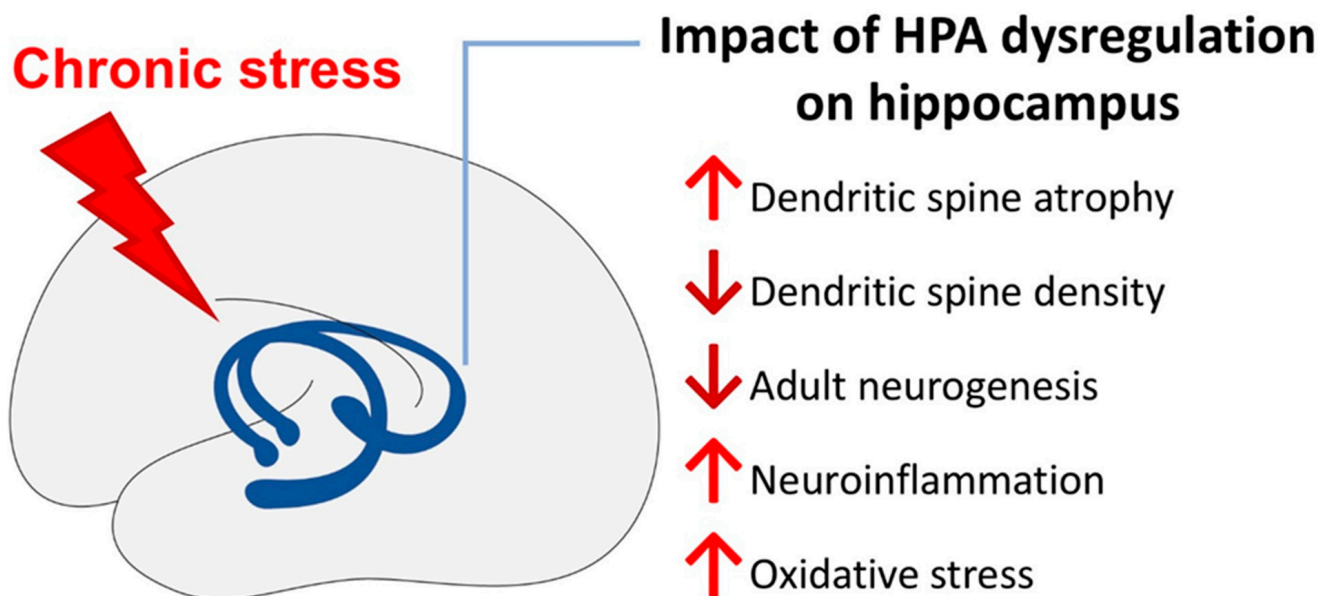 Chronic stress
Impact of HPA dysregulation
on hippocampus
↑ Dendritic spine atrophy
↓ Dendritic spine density
↓ Adult neurogenesis
↑ Neuroinflammation
↑ Oxidative stress